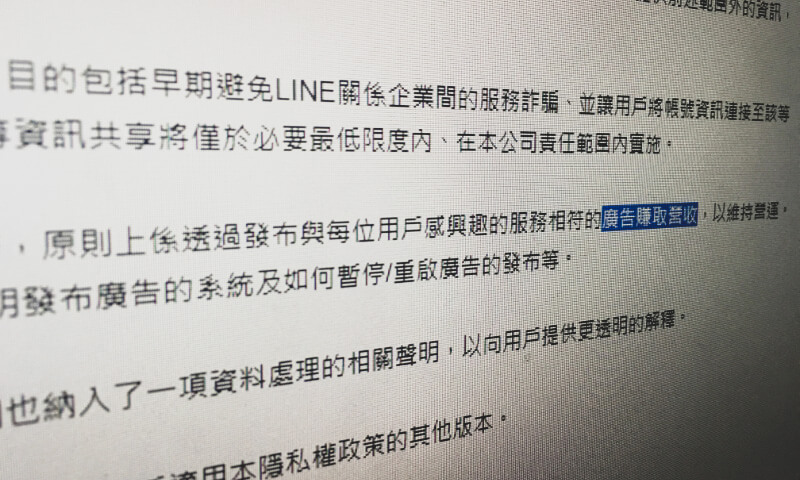 前述範圍外的資訊，
目的包括早期避免LINE關係企業間的服務詐騙、並讓用戶將帳號資訊連接至該等
資訊共享將僅於必要最低限度內、在本公司責任範圍內實施。
，原則上係透過發布與每位用戶感興趣的服務相符的廣告賺取營收，以維持營運。
明發布廣告的系統及如何暫停/重啟廣告的發布等。
也納入了一項資料處理的相關聲明，以向用戶提供更透明的解釋。
適用本隱私權政策的其他版本。